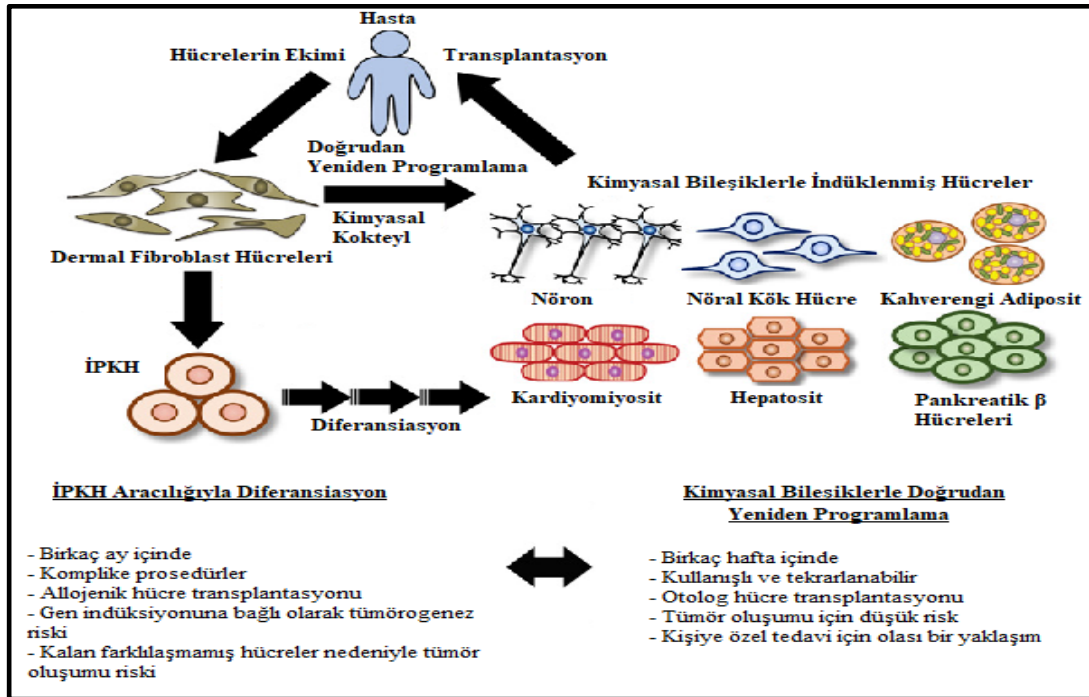 Hasta
Hücrelerin Ekimi
Transplantasyon
Doğrudan
Yeniden Programlama
Kimyasal
Kokteyl
Dermal Fibroblast Hücreleri
Kimyasal Bileşiklerle İndüklenmiş Hücreler
Nöron
Nöral Kök Hücre
Kahverengi Adiposit
İPKH
Diferansiasyon
Kardiyomiyosit
Hepatosit
Pankreatik β
Hücreleri
İPKH Aracılığıyla Diferansiasyon
- Birkaç ay içinde
- Komplike prosedürler
- Allojenik hücre transplantasyonu
- Gen indüksiyonuna bağlı olarak tümörogenez
riski
- Kalan farklılaşmamış hücreler nedeniyle tümör
oluşumu riski
Kimyasal Bilesiklerle Doğrudan
Yeniden Programlama
- Birkaç hafta içinde
- Kullanışlı ve tekrarlanabilir
- Otolog hücre transplantasyonu
- Tümör oluşumu için düşük risk
- Kişiye özel tedavi için olası bir yaklaşım